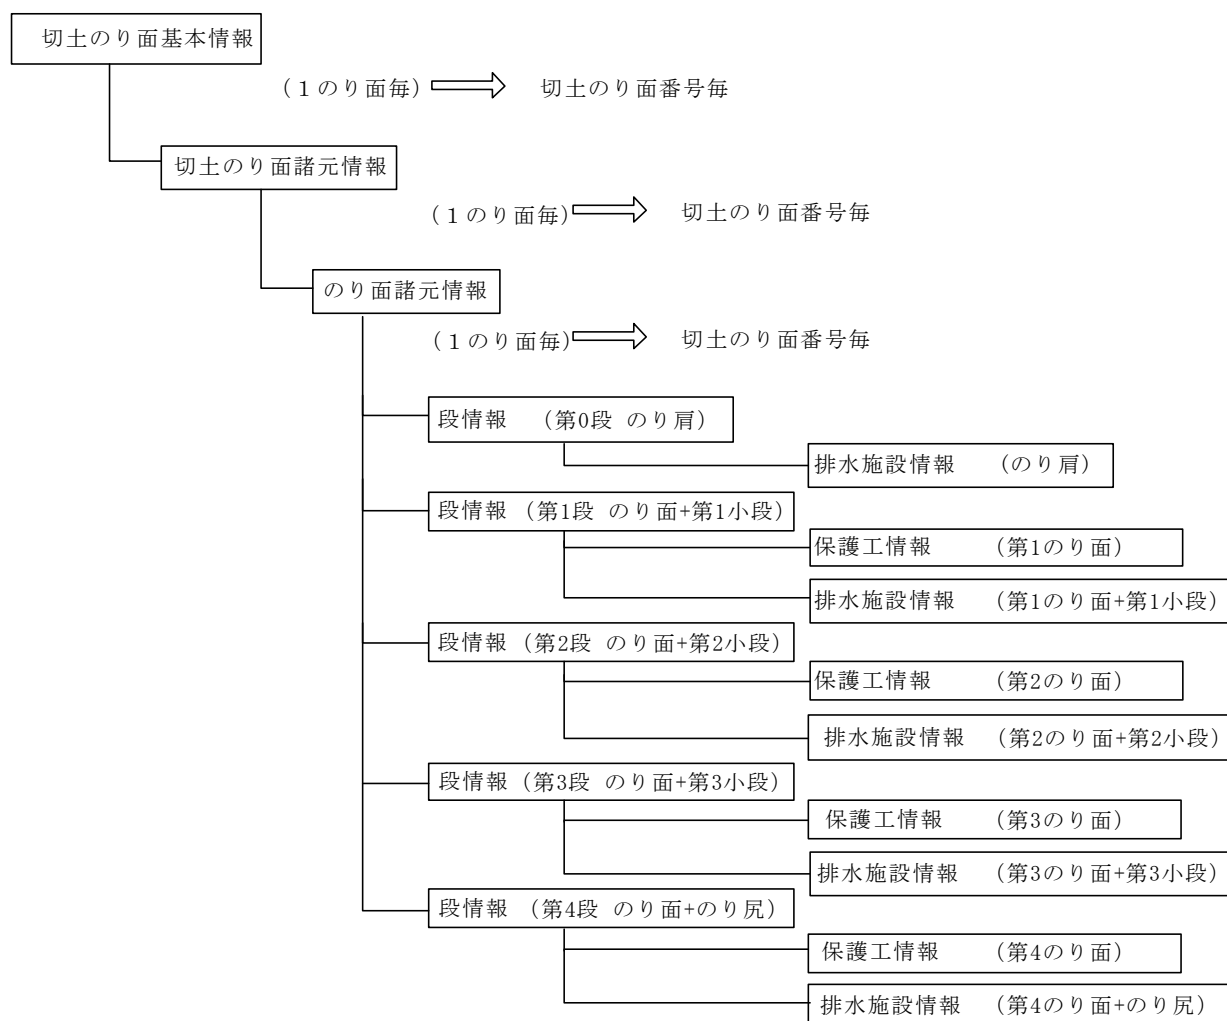 切土のり面基本情報
(１のり面毎) 切土のり面番号毎
切土のり面諸元情報
(１のり面毎) 切土のり面番号毎
のり面諸元情報
(１のり面毎) 切土のり面番号毎
段情報 (第0段 のり肩)
排水施設情報 (のり肩)
段情報 (第1段 のり面+第1小段)
保護工情報 (第1のり面)
排水施設情報 (第1のり面+第1小段)
段情報 (第2段 のり面+第2小段)
保護工情報 (第2のり面)
排水施設情報 (第2のり面+第2小段)
段情報 (第3段 のり面+第3小段)
保護工情報 (第3のり面)
排水施設情報 (第3のり面+第3小段)
段情報 (第4段 のり面+のり尻)
保護工情報 (第4のり面)
排水施設情報 (第4のり面+のり尻)